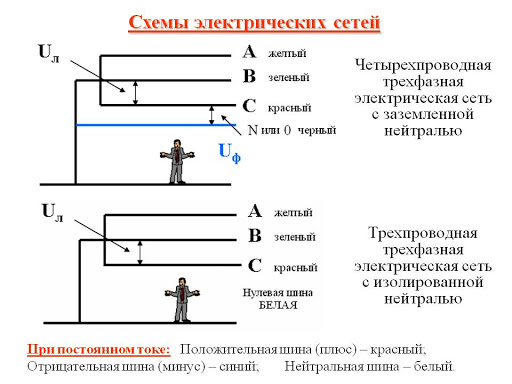 Схемы электрических сетей
Uл
A желтый
B зеленый
C красный
N или 0 черный
Uф
Четырехпроводная
трехфазная
электрическая сеть
с заземленной
нейтралью
Uл
A желтый
B зеленый
C красный
Нулевая шина
БЕЛАЯ
Трехпроводная
трехфазная
электрическая сеть
с изолированной
нейтралью
При постоянном токе: Положительная шина (плюс) – красный;
Отрицательная шина (минус) – синий; Нейтральная шина – белый.